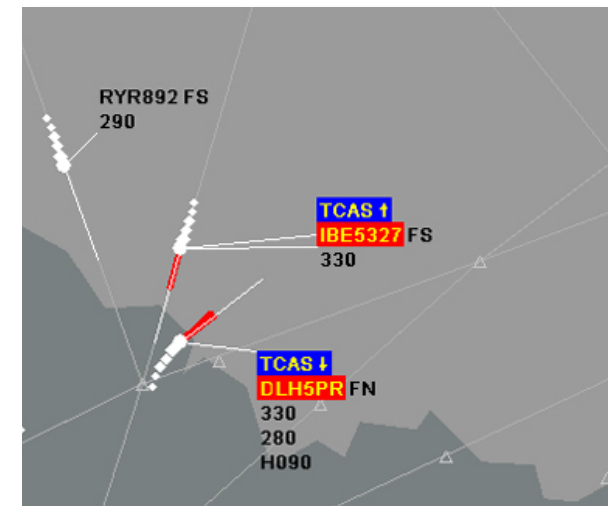 RYR892 FS
290
TCAS ↑
IBE5327 FS
330
TCAS ↓
DLH5PR FN
330
280
H090